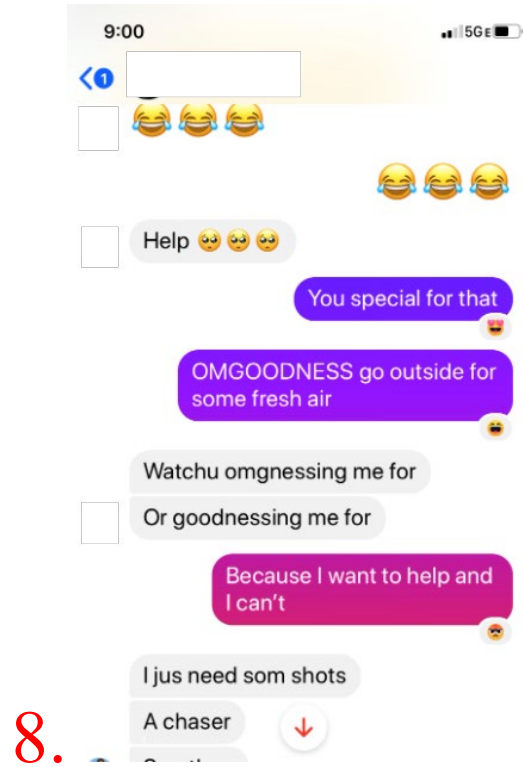 9:00
5GE
1
😂😂😂
😂😂😂
Help 🥺🥺🥺
You special for that
OMGOODNESS go outside for
some fresh air
Watchu omgnessing me for
Or goodnessing me for
Because I want to help and
I can't
I jus need som shots
A chaser
8.